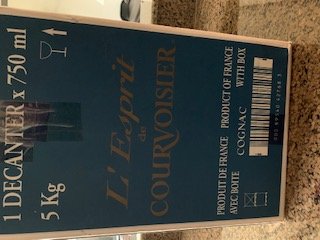 1 DECANTER x 750 ml
5 Kg
L'Esprit
de
COURVOISIER
PRODUIT DE FRANCE PRODUCT OF FRANCE
AVEC BOITE COGNAC WITH BOX